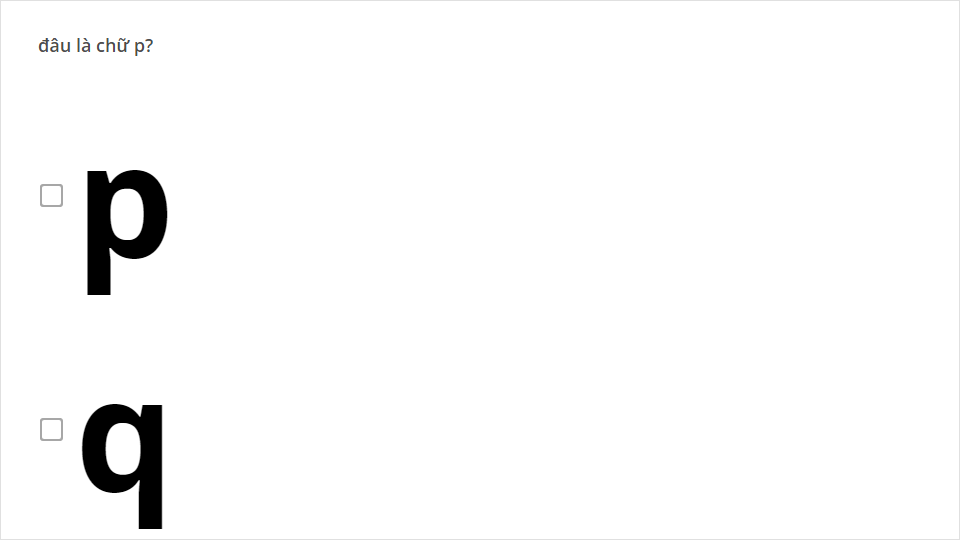 đâu là chữ p?
p
q